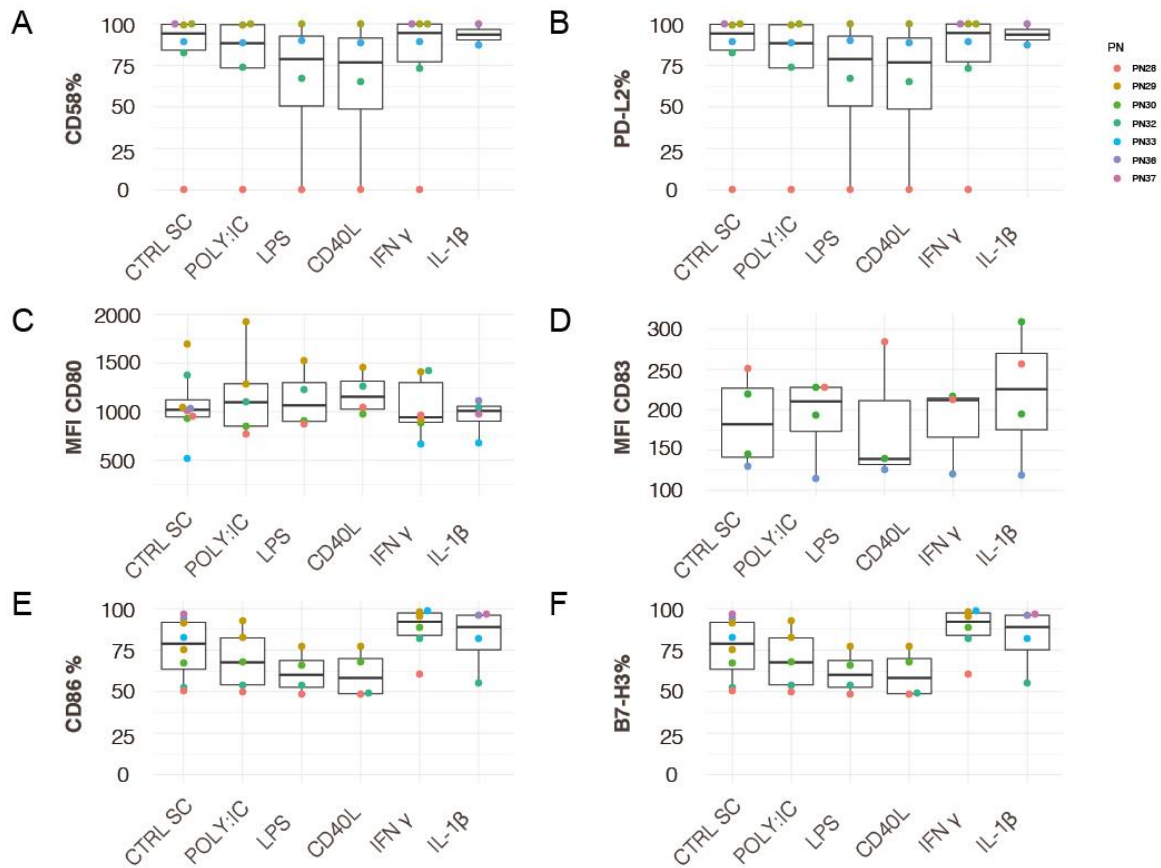 A
CD58%
100
75
50
25
0
CTRL SC
POLY:IC
LPS
CD40L
IFN γ
IL-1β
B
PD-L2%
100
75
50
25
0
CTRL SC
POLY:IC
LPS
CD40L
IFN γ
IL-1β
PN
PN28
PN29
PN30
PN32
PN33
PN36
PN37
C
MFI CD80
2000
1500
1000
500
CTRL SC
POLY:IC
LPS
CD40L
IFN γ
IL-1β
D
MFI CD83
300
250
200
150
100
CTRL SC
POLY:IC
LPS
CD40L
IFN γ
IL-1β
E
CD86 %
100
75
50
25
0
CTRL SC
POLY:IC
LPS
CD40L
IFN γ
IL-1β
F
B7-H3%
100
75
50
25
0
CTRL SC
POLY:IC
LPS
CD40L
IFN γ
IL-1β